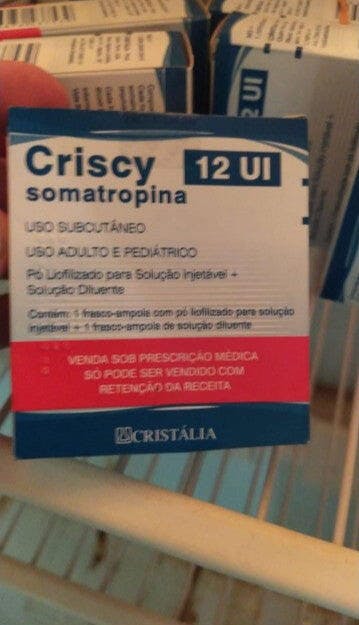 Criscy 12 UI
somatropina
USO SUBCUTÂNEO
USO ADULTO E PEDIÁTRICO
Pó Liofilizado para Solução Injetável +
Solução Diluente
Contém: 1 frasco-ampola com pó liofilizado para solução
injetável + 1 frasco-ampola de solução diluente
VENDA SOB PRESCRIÇÃO MÉDICA
SÓ PODE SER VENDIDO COM
RETENÇÃO DA RECEITA
CRISTÁLIA
2 UI